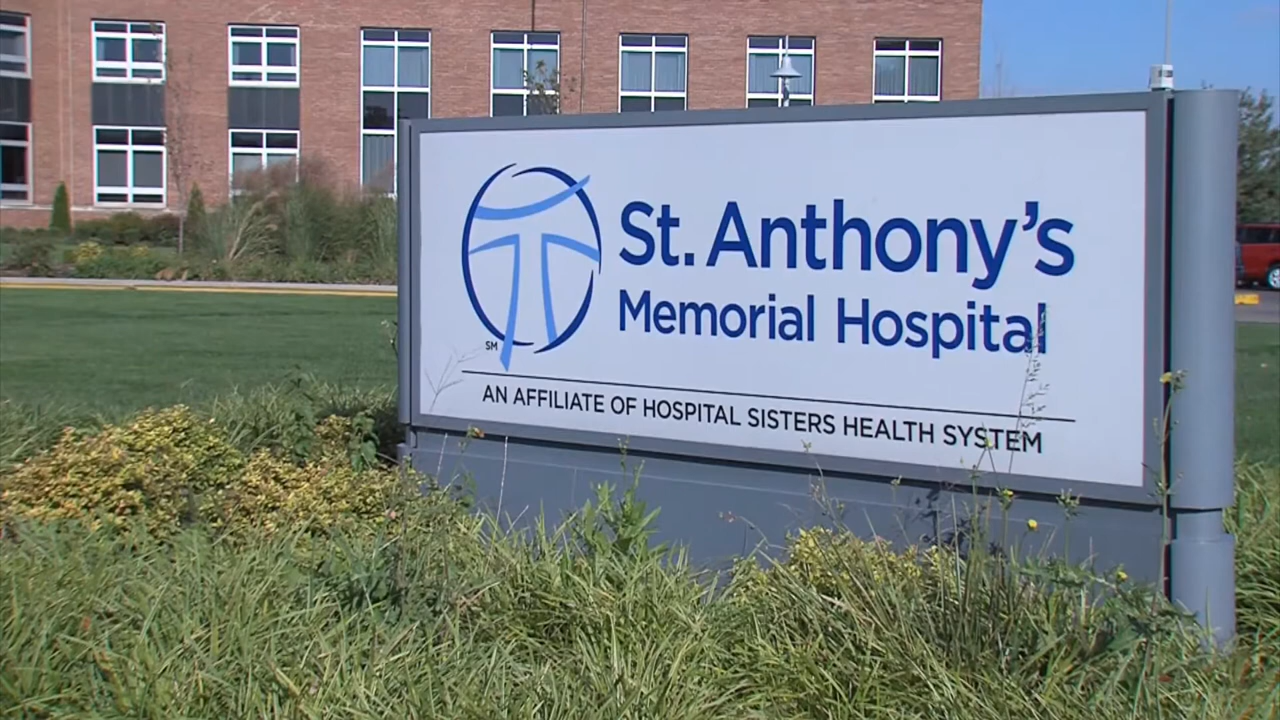 St. Anthony's
Memorial Hospital
SM
AN AFFILIATE OF HOSPITAL SISTERS HEALTH SYSTEM